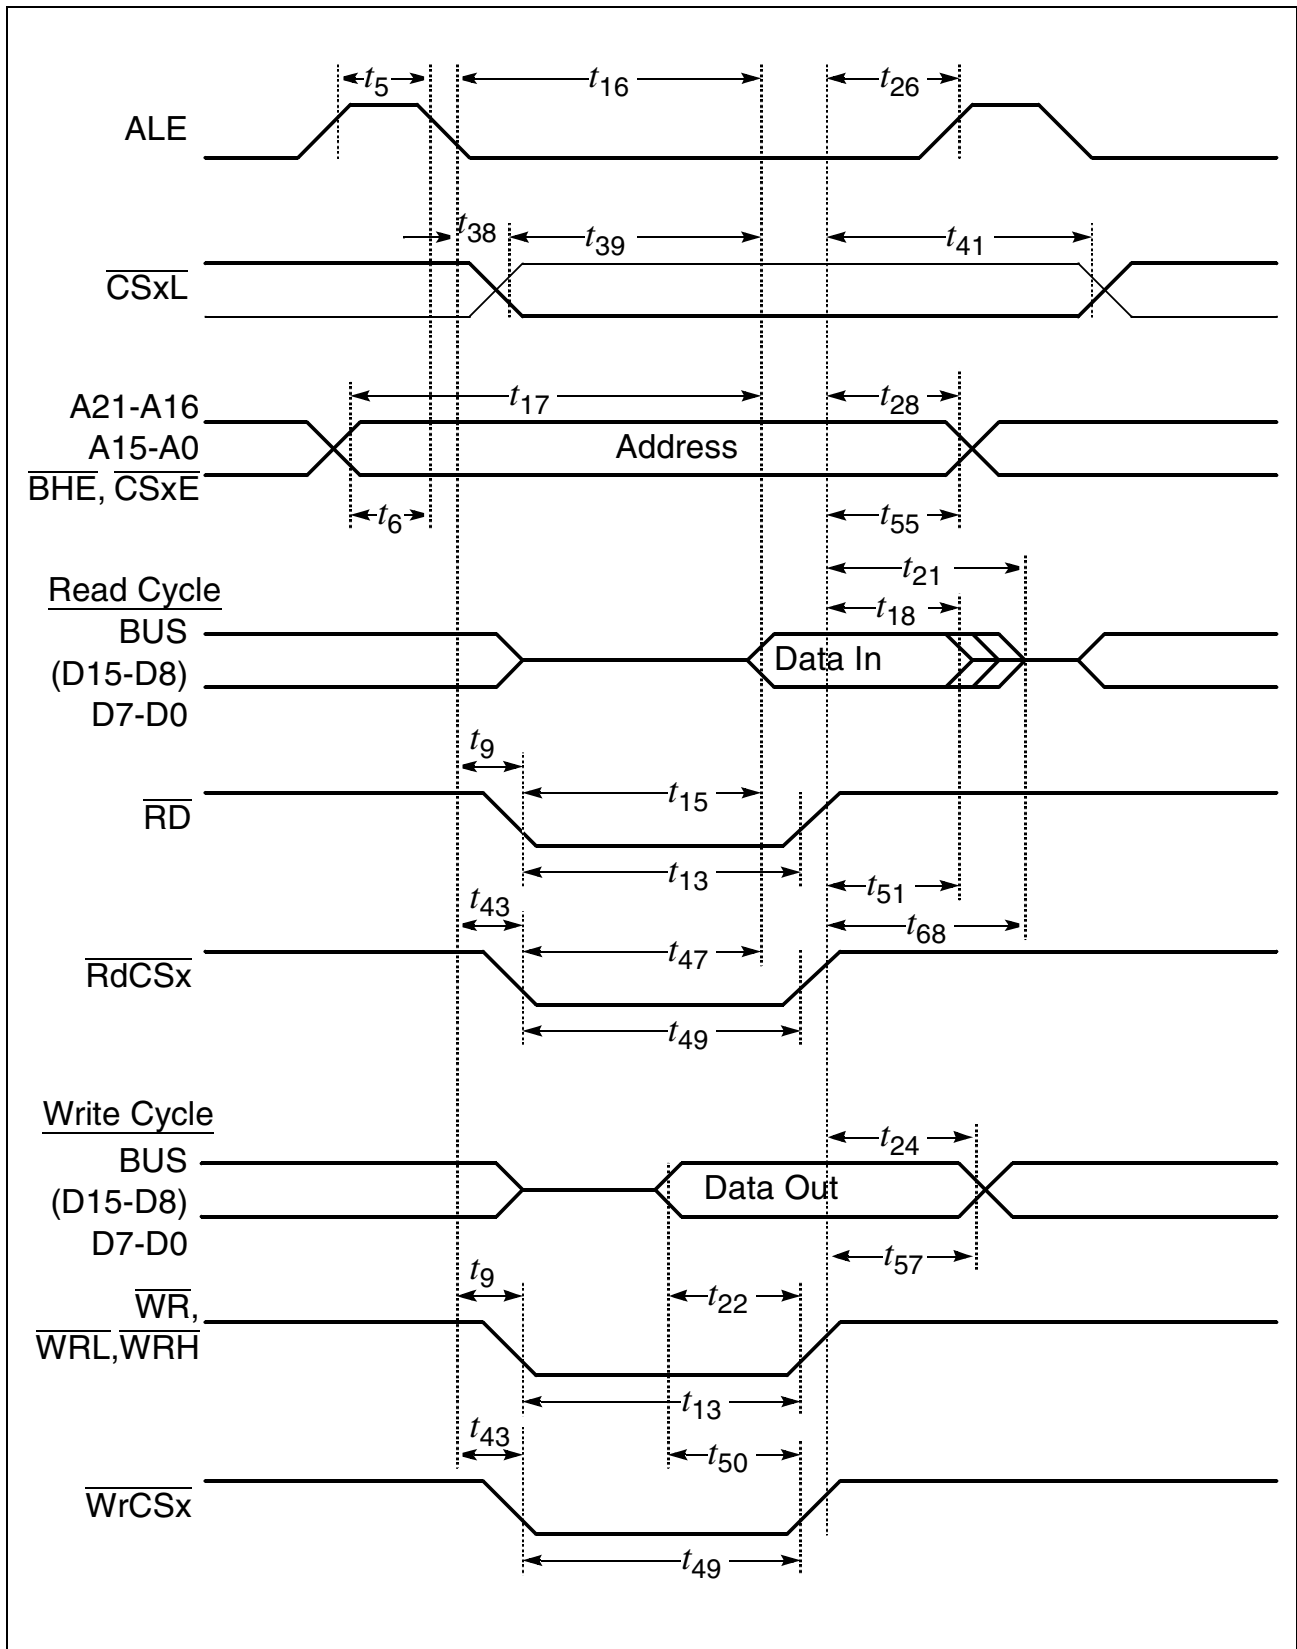 t5
t16
t26
ALE
t38
t39
t41
CSxL
t17
t28
A21-A16
A15-A0
Address
BHE, CSxE
t6
t55
t21
Read Cycle
t18
BUS
(D15-D8)
Data In
D7-D0
t9
t15
RD
t13
t51
t43
t68
t47
RdCSx
t49
Write Cycle
t24
BUS
(D15-D8)
Data Out
D7-D0
t57
t9
t22
WR,
WRL,WRH
t13
t43
t50
WrCSx
t49